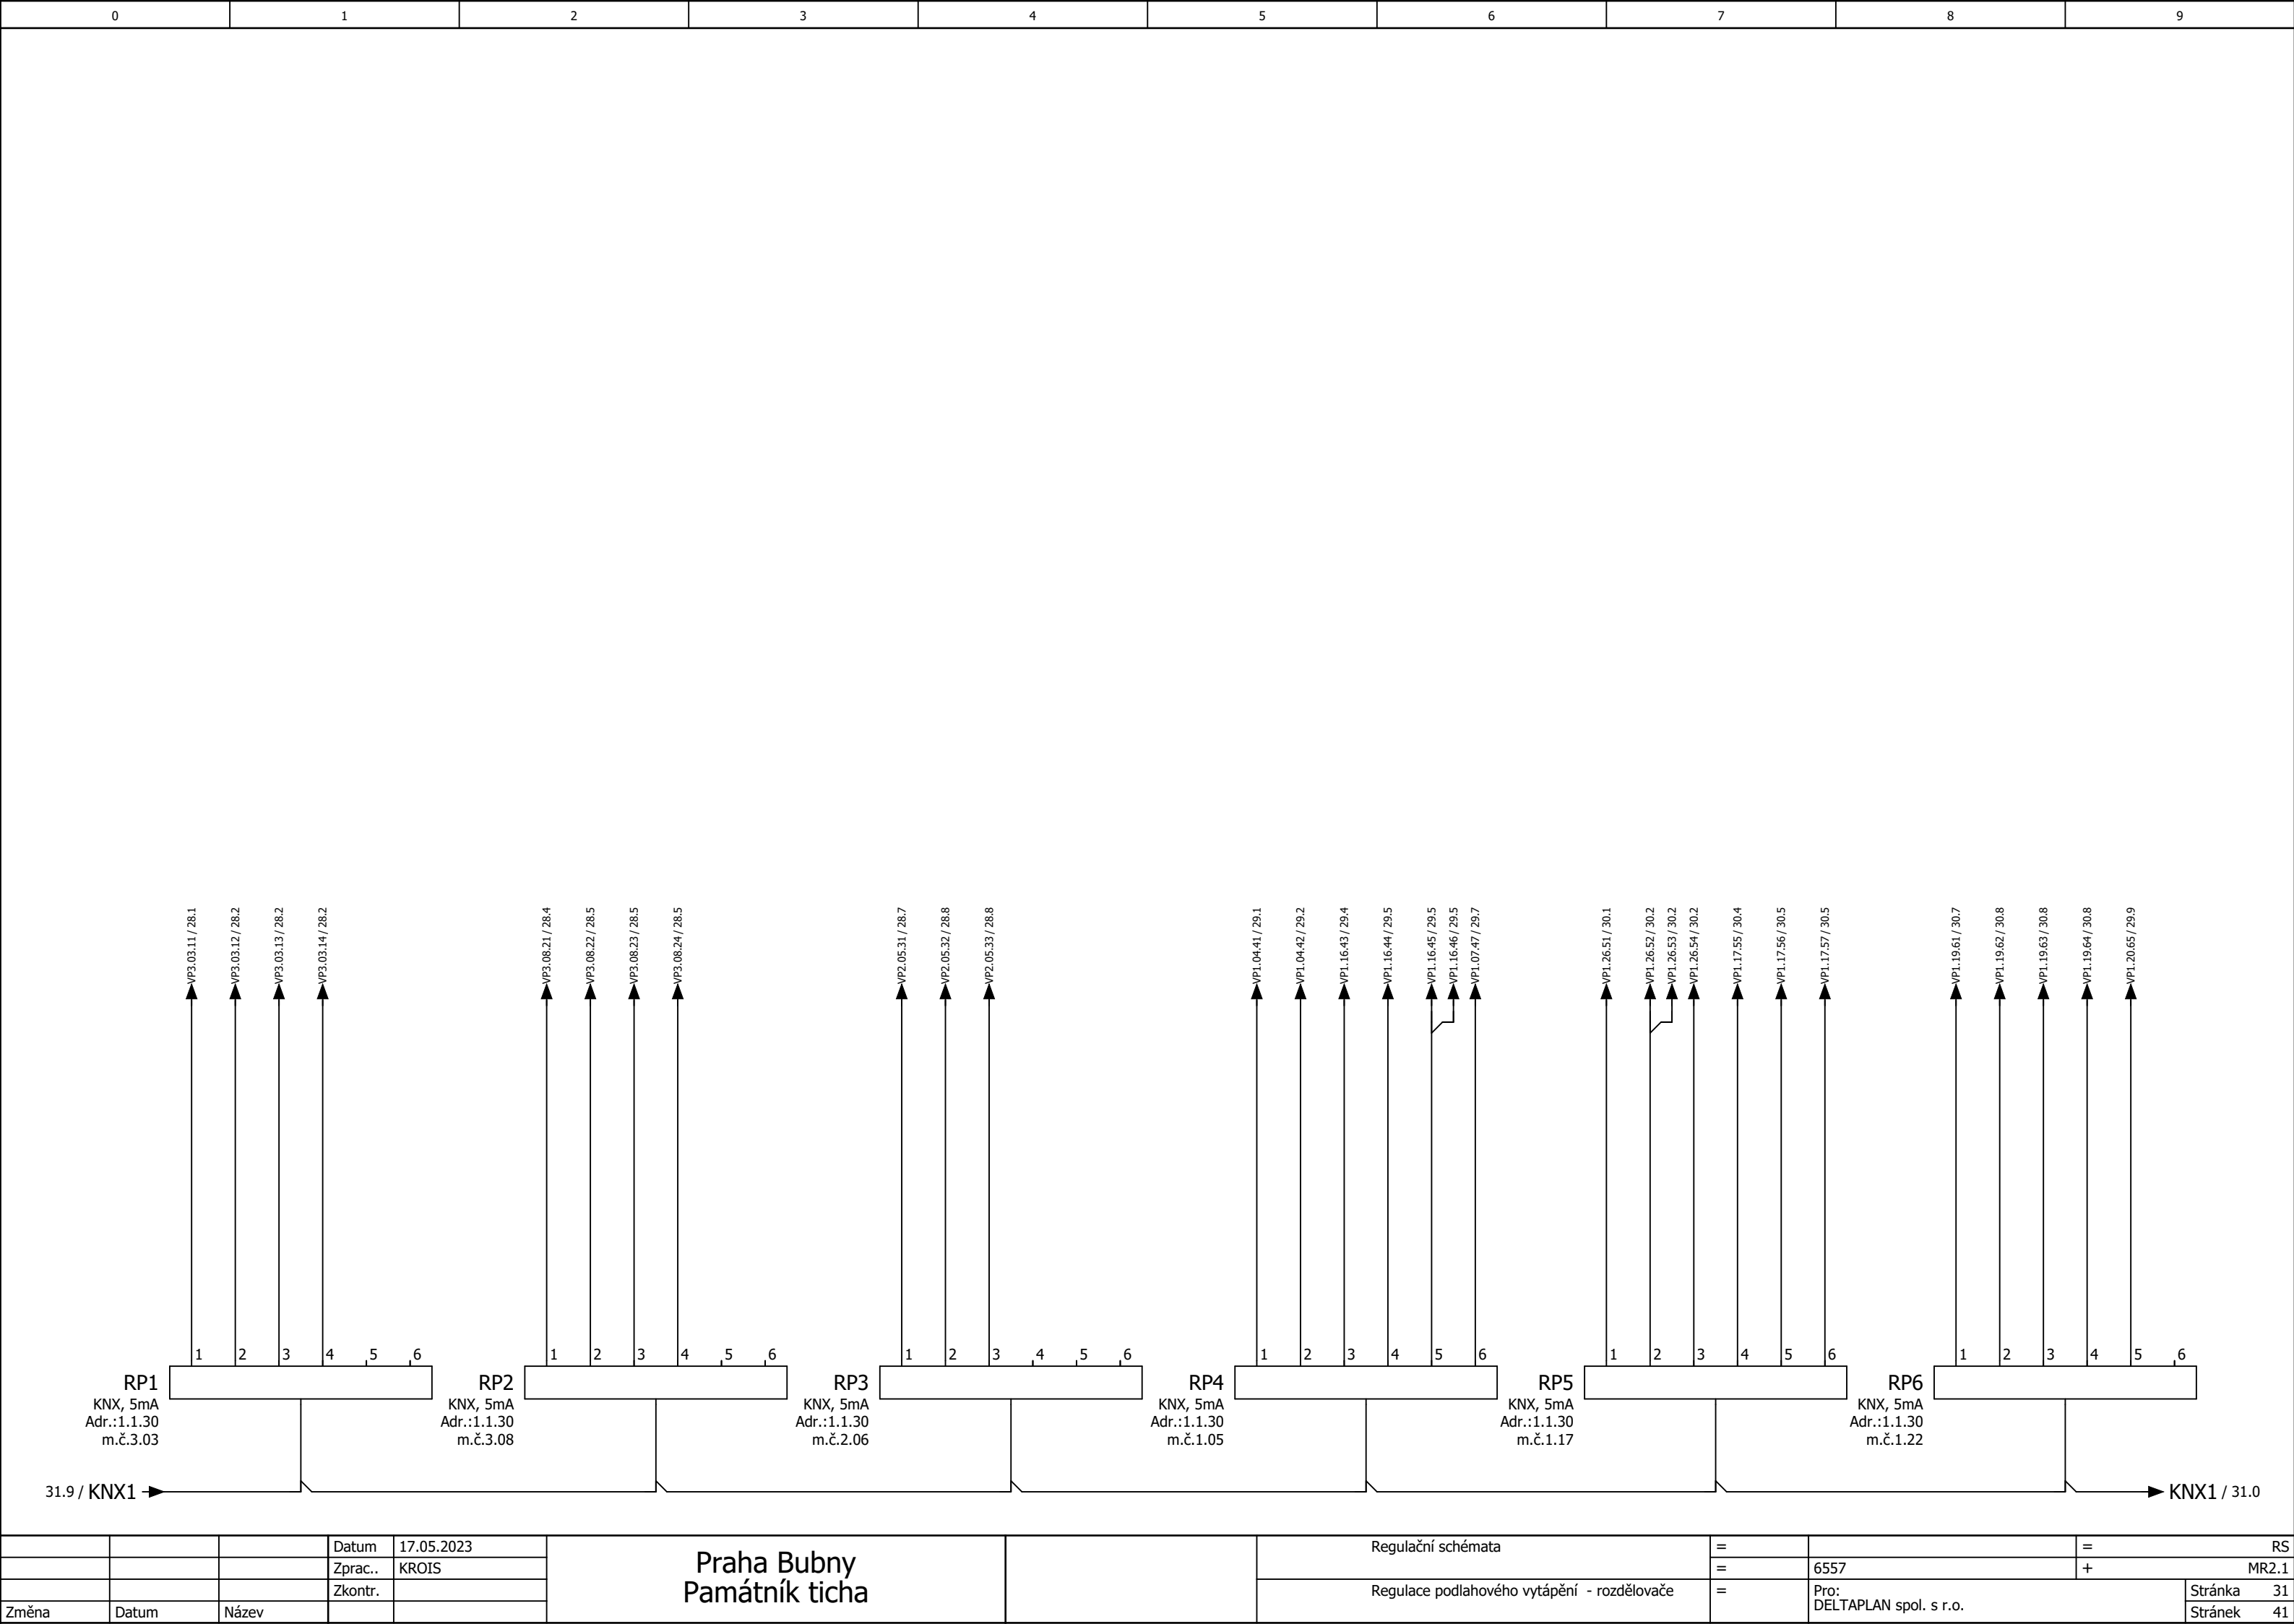 0 1 2 3 4 5 6 7 8 9
VP3.03.11 / 28.1
VP3.03.12 / 28.2
VP3.03.13 / 28.2
VP3.03.14 / 28.2
VP3.08.21 / 28.4
VP3.08.22 / 28.5
VP3.08.23 / 28.5
VP3.08.24 / 28.5
VP2.05.31 / 28.7
VP2.05.32 / 28.8
VP2.05.33 / 28.8
VP1.04.41 / 29.1
VP1.04.42 / 29.2
VP1.16.43 / 29.4
VP1.16.44 / 29.5
VP1.16.45 / 29.5
VP1.16.46 / 29.5
VP1.07.47 / 29.7
VP1.26.51 / 30.1
VP1.26.52 / 30.2
VP1.26.53 / 30.2
VP1.26.54 / 30.2
VP1.17.55 / 30.4
VP1.17.56 / 30.5
VP1.17.57 / 30.5
VP1.19.61 / 30.7
VP1.19.62 / 30.8
VP1.19.63 / 30.8
VP1.19.64 / 30.8
VP1.20.65 / 29.9
1 2 3 4 5 6
RP1
KNX, 5mA
Adr.:1.1.30
m.č.3.03
1 2 3 4 5 6
RP2
KNX, 5mA
Adr.:1.1.30
m.č.3.08
1 2 3 4 5 6
RP3
KNX, 5mA
Adr.:1.1.30
m.č.2.06
1 2 3 4 5 6
RP4
KNX, 5mA
Adr.:1.1.30
m.č.1.05
1 2 3 4 5 6
RP5
KNX, 5mA
Adr.:1.1.30
m.č.1.17
1 2 3 4 5 6
RP6
KNX, 5mA
Adr.:1.1.30
m.č.1.22
31.9 / KNX1
KNX1 / 31.0
Datum 17.05.2023
Zprac.. KROIS
Zkontr.
Změna Datum Název
Praha Bubny
Památník ticha
Regulační schémata
Regulace podlahového vytápění - rozdělovače
= = RS
= 6557 + MR2.1
= Pro:
DELTAPLAN spol. s r.o.
Stránka 31
Stránek 41